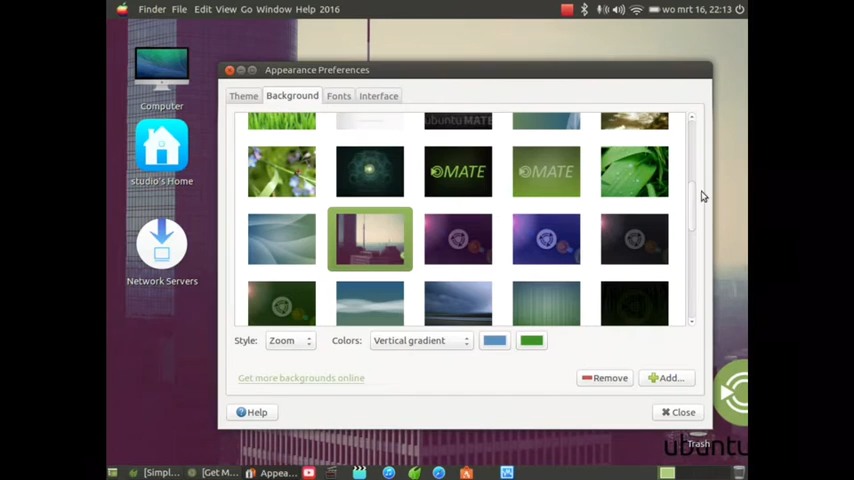 Finder File Edit View Go Window Help 2016
wo mrt 16, 22:13
Appearance Preferences
Theme Background Fonts Interface
Computer
studio's Home
Network Servers
ubuntu MATE
MATE
MATE
Style: Zoom Colors: Vertical gradient
Get more backgrounds online
Remove Add...
Help Close
Trash
ubuntu
[Simpl... [Get M... Appea...